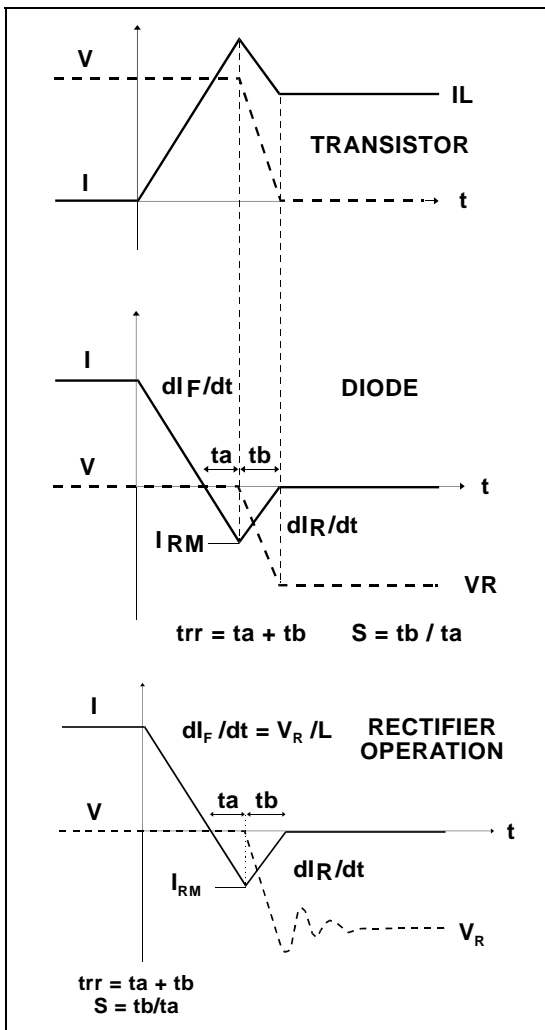 V
IL
TRANSISTOR
I
t
I
dIF/dt
DIODE
ta tb
V
t
IRM
dIR/dt
VR
trr = ta + tb S = tb / ta
I
dIF /dt = VR /L
RECTIFIER
OPERATION
ta tb
V
t
IRM
dIR/dt
VR
trr = ta + tb
S = tb/ta